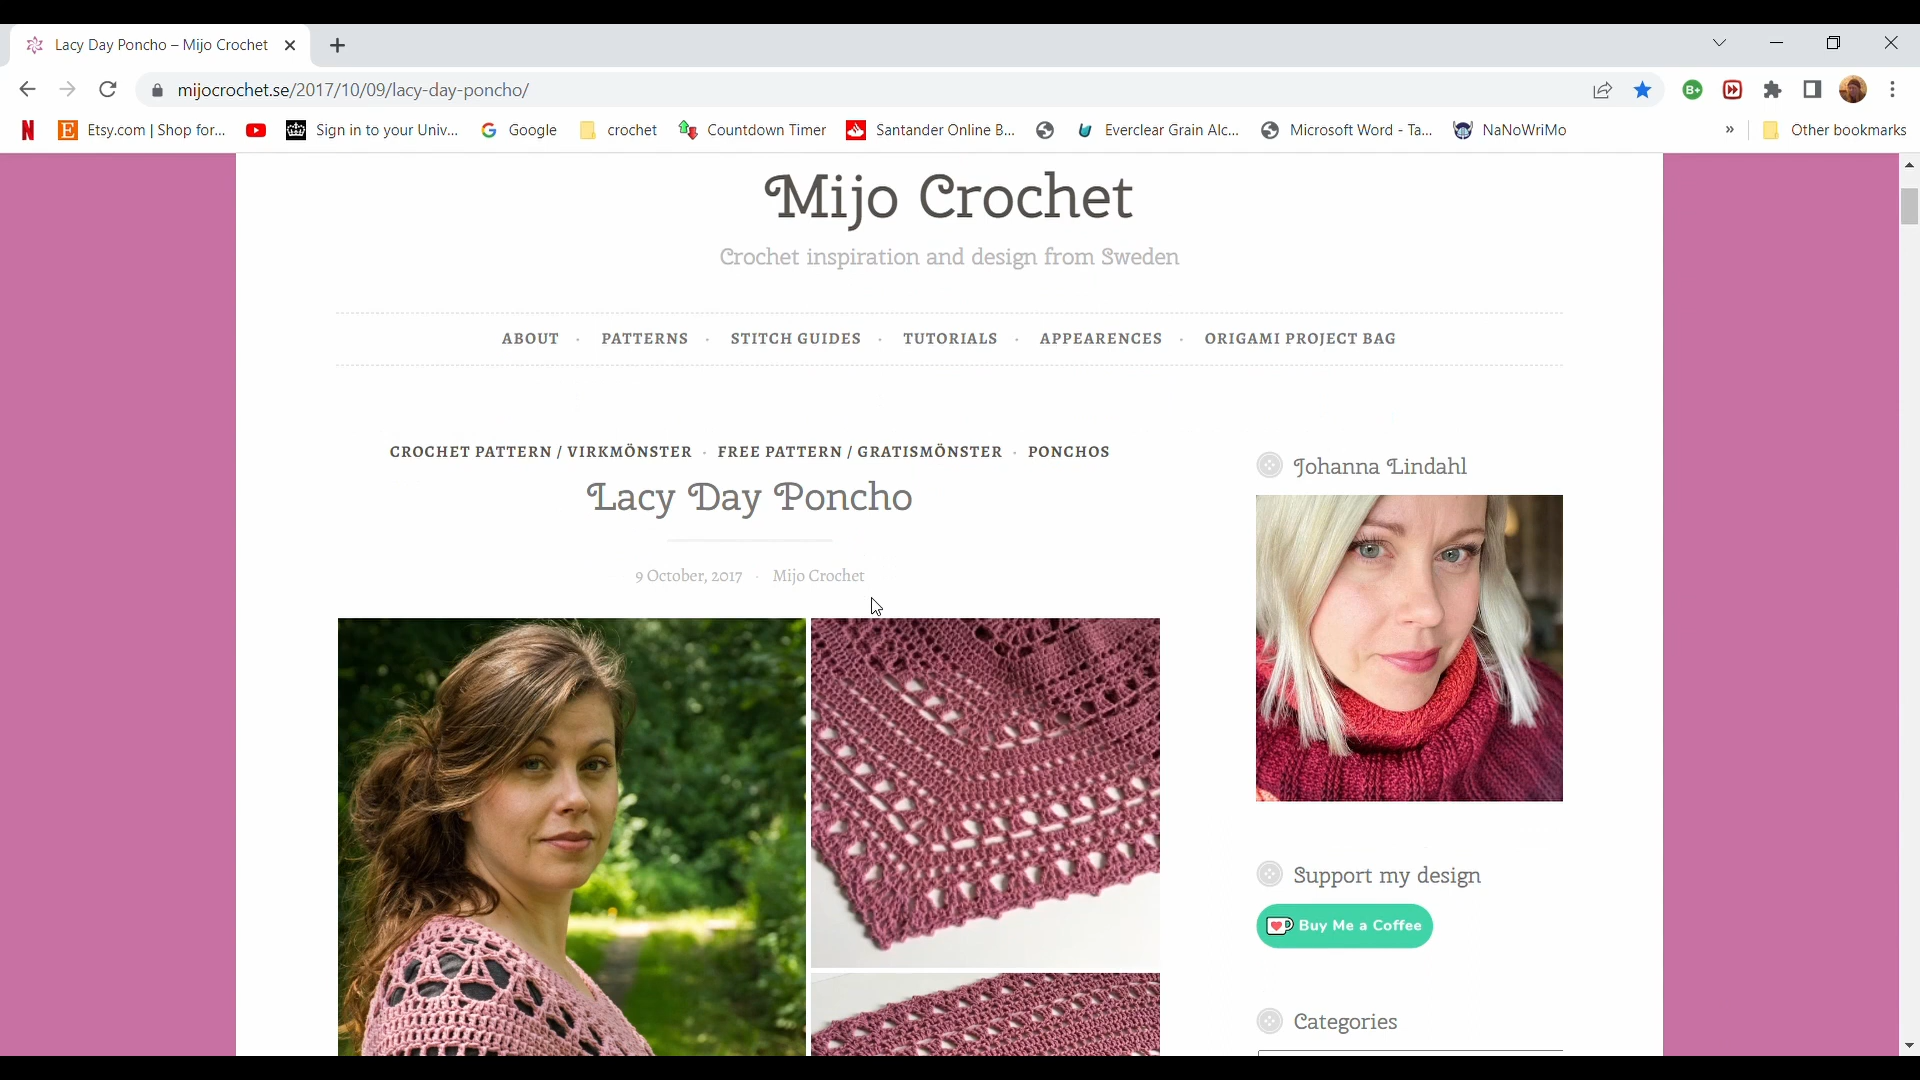 Lacy Day Poncho – Mijo Crochet
mijocrochet.se/2017/10/09/lacy-day-poncho/
Etsy.com | Shop for... Sign in to your Univ... Google crochet Countdown Timer Santander Online B... Everclear Grain Alc... Microsoft Word - Ta... NaNoWriMo » Other bookmarks
Mijo Crochet
Crochet inspiration and design from Sweden
ABOUT · PATTERNS · STITCH GUIDES · TUTORIALS · APPEARENCES · ORIGAMI PROJECT BAG
CROCHET PATTERN / VIRKMÖNSTER · FREE PATTERN / GRATISMÖNSTER · PONCHOS
Lacy Day Poncho
9 October, 2017 · Mijo Crochet
Johanna Lindahl
Support my design
Buy Me a Coffee
Categories